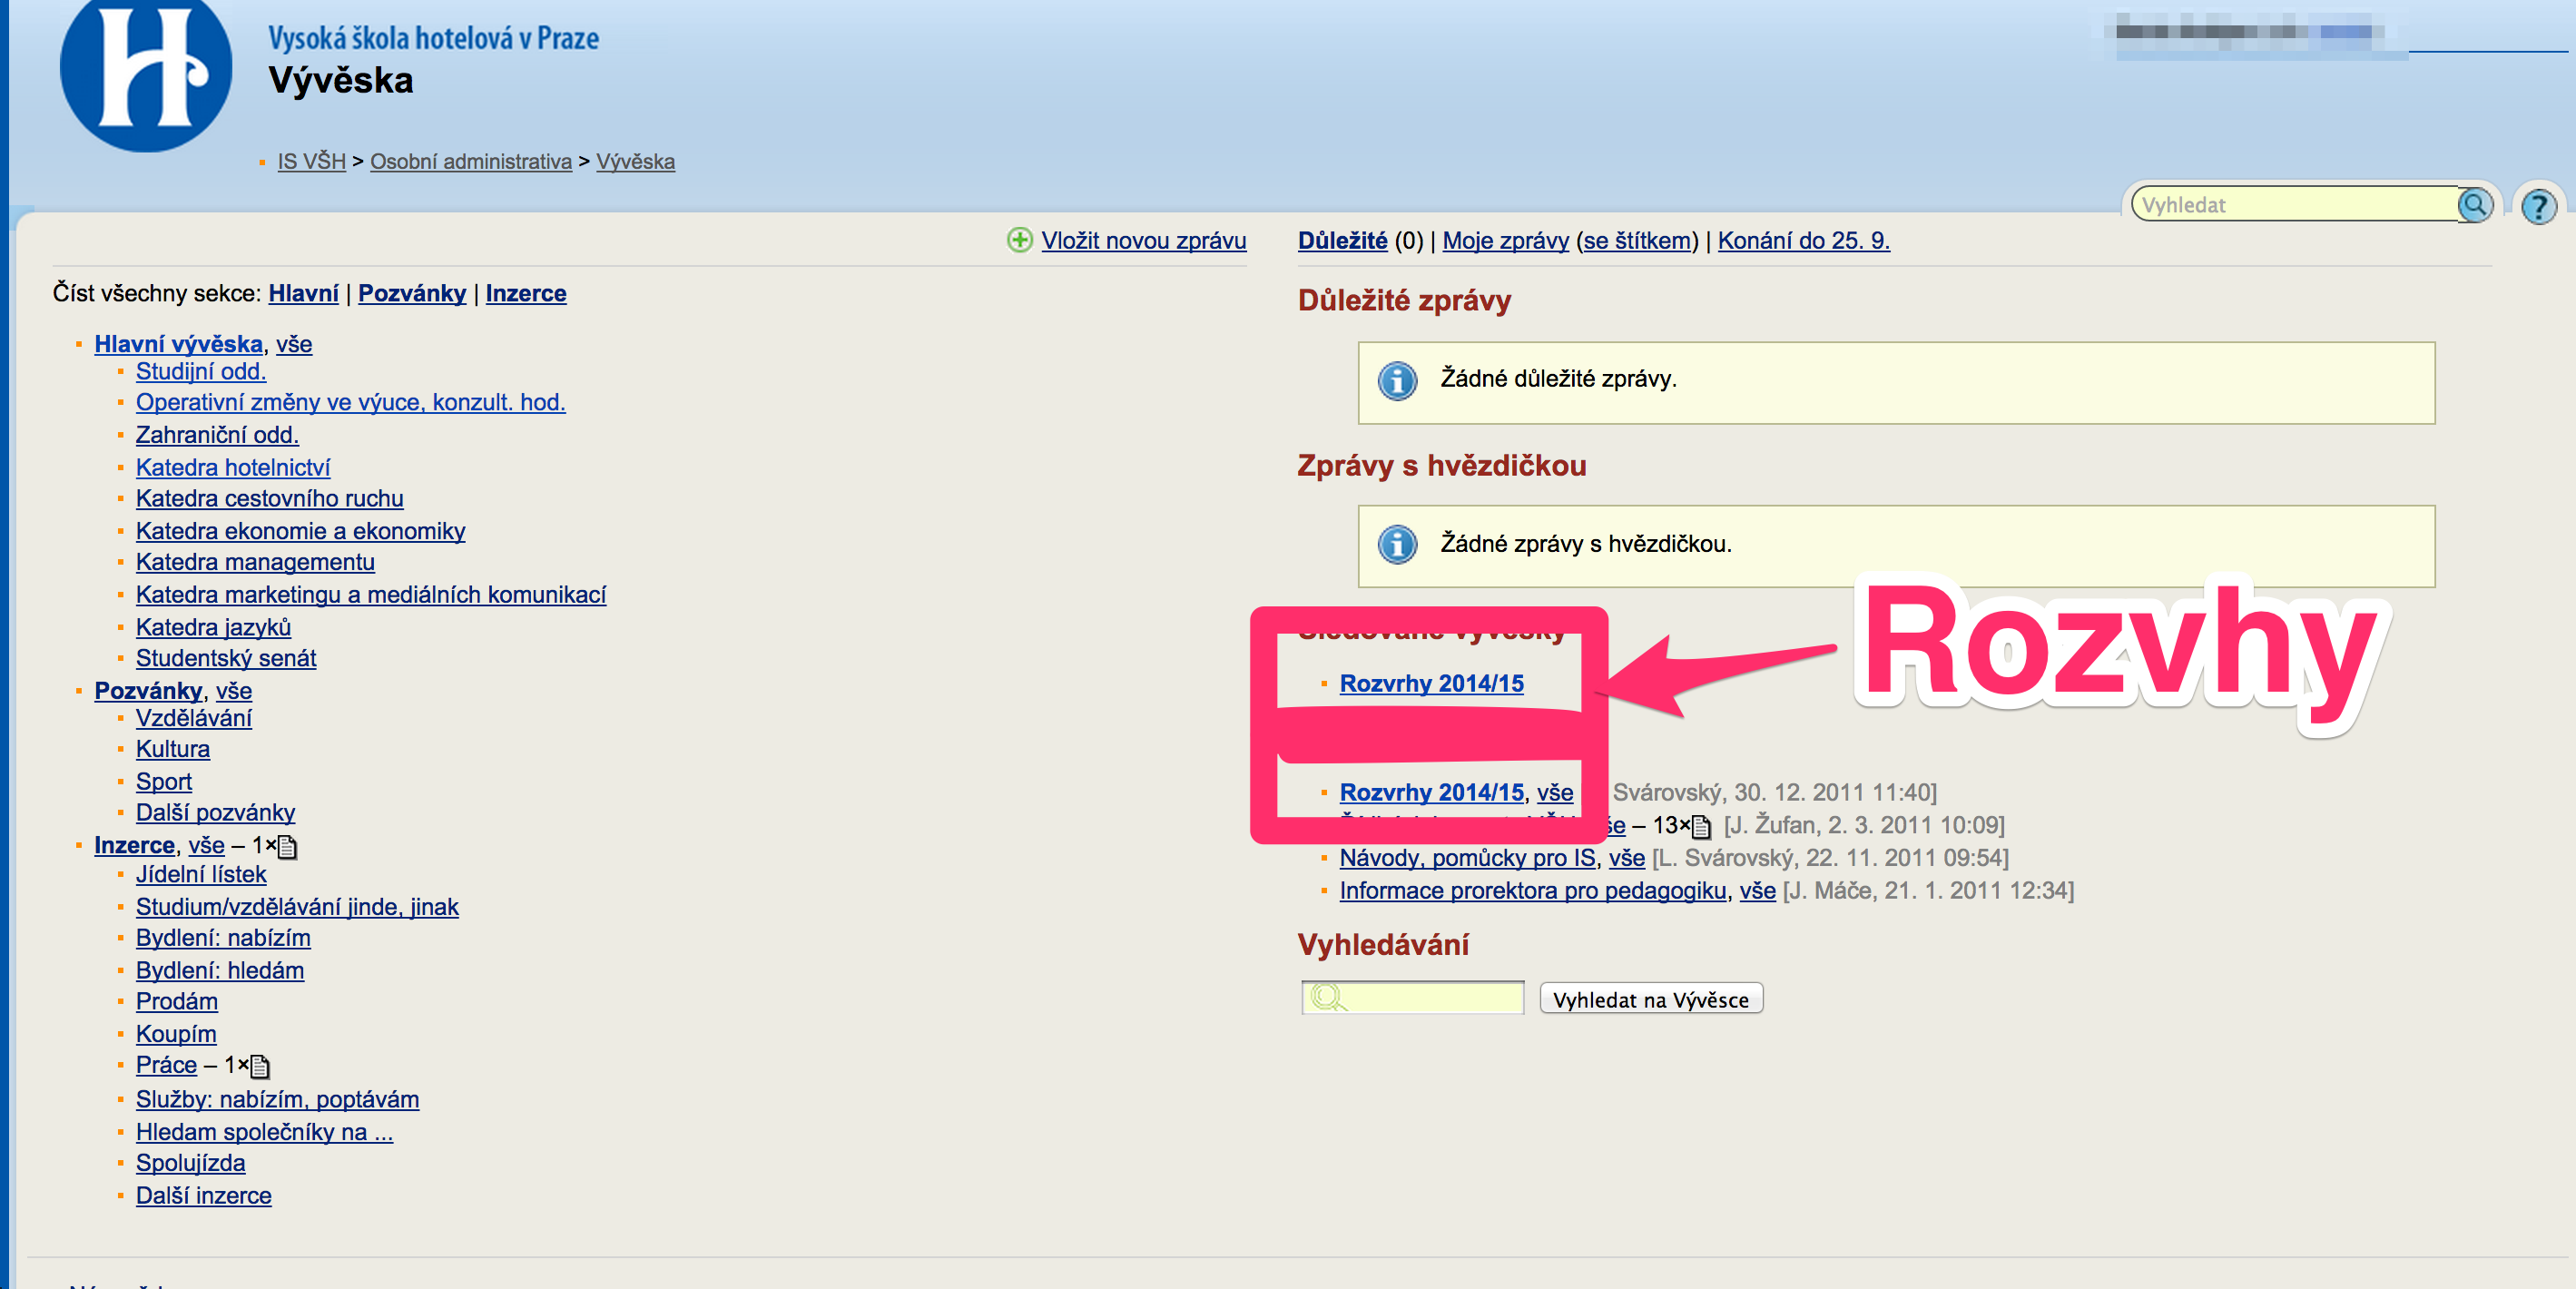 Vysoká škola hotelová v Praze
Vývěska
IS VŠH > Osobní administrativa > Vývěska
Vyhledat
?
Vložit novou zprávu
Důležité (0) | Moje zprávy (se štítkem) | Konání do 25. 9.
Číst všechny sekce: Hlavní | Pozvánky | Inzerce
Hlavní vývěska, vše
Studijní odd.
Operativní změny ve výuce, konzult. hod.
Zahraniční odd.
Katedra hotelnictví
Katedra cestovního ruchu
Katedra ekonomie a ekonomiky
Katedra managementu
Katedra marketingu a mediálních komunikací
Katedra jazyků
Studentský senát
Pozvánky, vše
Vzdělávání
Kultura
Sport
Další pozvánky
Inzerce, vše – 1×
Jídelní lístek
Studium/vzdělávání jinde, jinak
Bydlení: nabízím
Bydlení: hledám
Prodám
Koupím
Práce – 1×
Služby: nabízím, poptávám
Hledam společníky na ...
Spolujízda
Další inzerce
Důležité zprávy
Žádné důležité zprávy.
Zprávy s hvězdičkou
Žádné zprávy s hvězdičkou.
Sledované vývěsky
Rozvrhy 2014/15
Rozvhy
Rozvrhy 2014/15, vše Svárovský, 30. 12. 2011 11:40]
– 13× [J. Žufan, 2. 3. 2011 10:09]
Návody, pomůcky pro IS, vše [L. Svárovský, 22. 11. 2011 09:54]
Informace prorektora pro pedagogiku, vše [J. Máče, 21. 1. 2011 12:34]
Vyhledávání
Vyhledat na Vývěsce